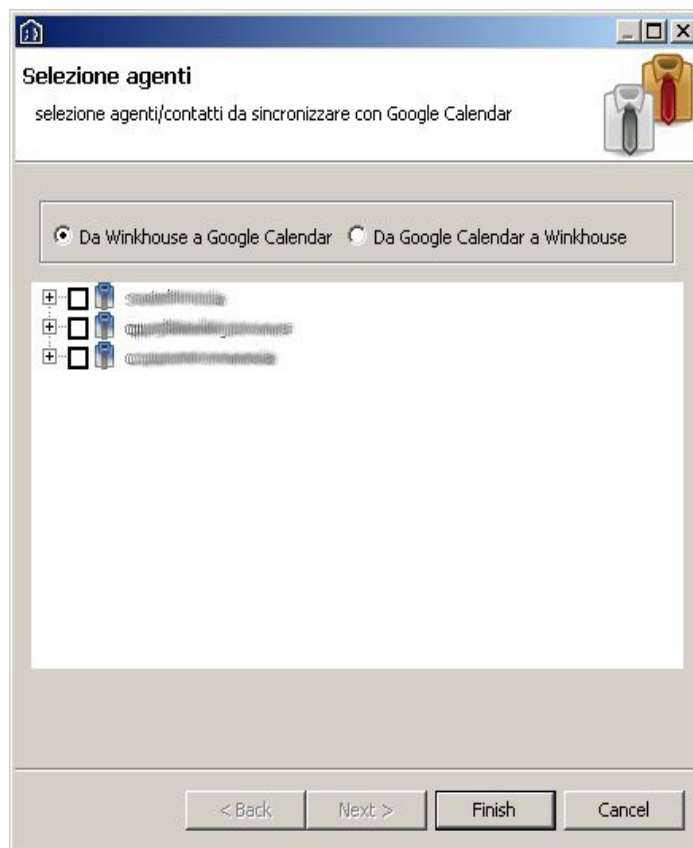 Selezione agenti
selezione agenti/contatti da sincronizzare con Google Calendar
Da Winkhouse a Google Calendar Da Google Calendar a Winkhouse
< Back Next > Finish Cancel